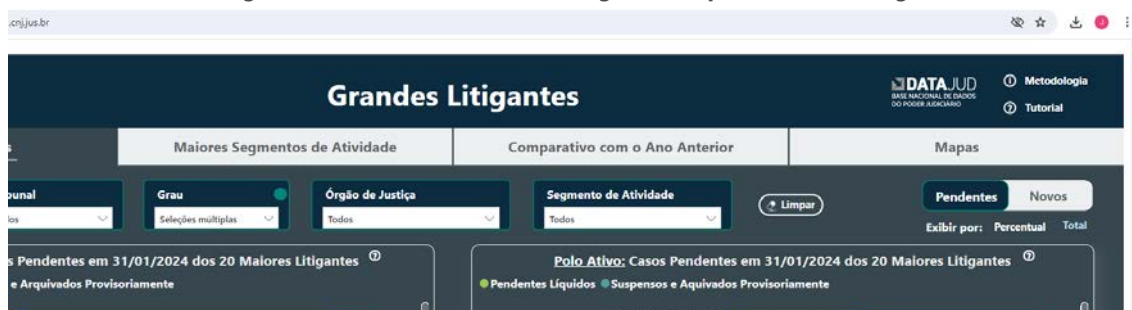 .cnj.jus.br
Grandes Litigantes
DATAJUD
BASE NACIONAL DE DADOS
DO PODER JUDICIÁRIO
Metodologia
Tutorial
s
Maiores Segmentos de Atividade
Comparativo com o Ano Anterior
Mapas
bunal
Grau
Órgão de Justiça
Segmento de Atividade
dos
Seleções múltiplas
Todos
Todos
Limpar
Pendentes
Novos
Exibir por: Percentual Total
s Pendentes em 31/01/2024 dos 20 Maiores Litigantes
e Arquivados Provisoriamente
Polo Ativo: Casos Pendentes em 31/01/2024 dos 20 Maiores Litigantes
Pendentes Líquidos Suspensos e Aquivados Provisoriamente